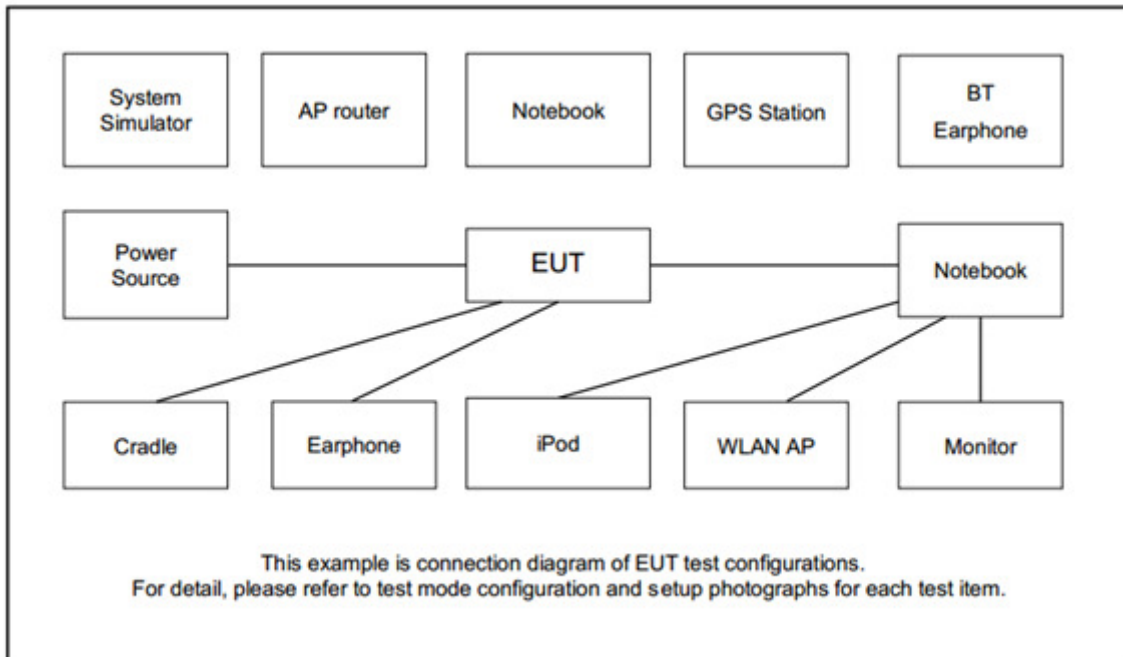 System
Simulator
AP router
Notebook
GPS Station
BT
Earphone
Power
Source
EUT
Notebook
Cradle
Earphone
iPod
WLAN AP
Monitor
This example is connection diagram of EUT test configurations.
For detail, please refer to test mode configuration and setup photographs for each test item.